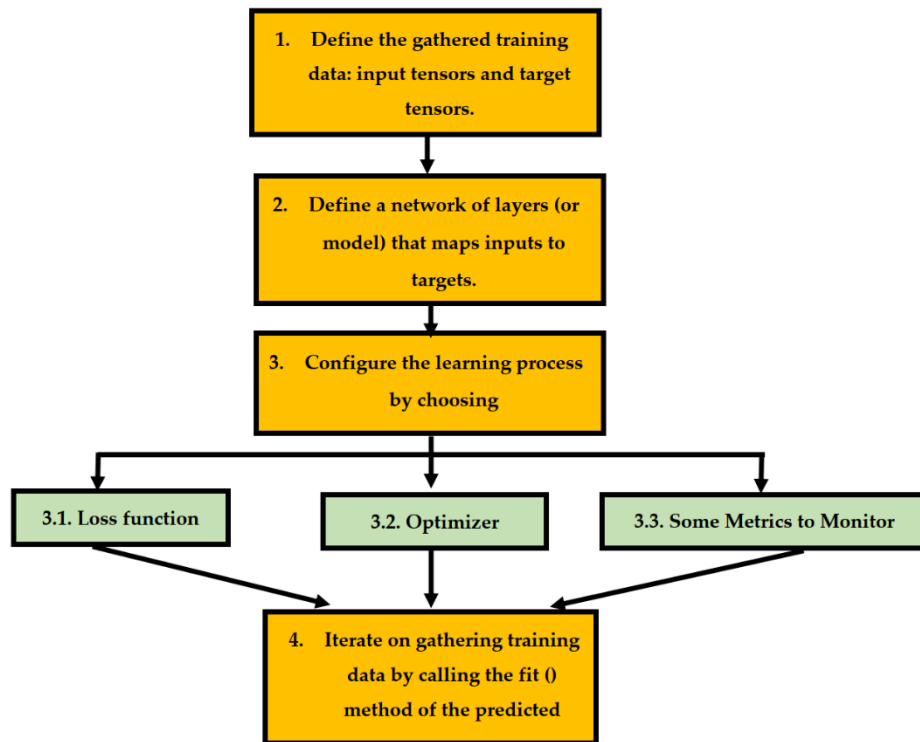 1. Define the gathered training
data: input tensors and target
tensors.
2. Define a network of layers (or
model) that maps inputs to
targets.
3. Configure the learning process
by choosing
3.1. Loss function
3.2. Optimizer
3.3. Some Metrics to Monitor
4. Iterate on gathering training
data by calling the fit ()
method of the predicted